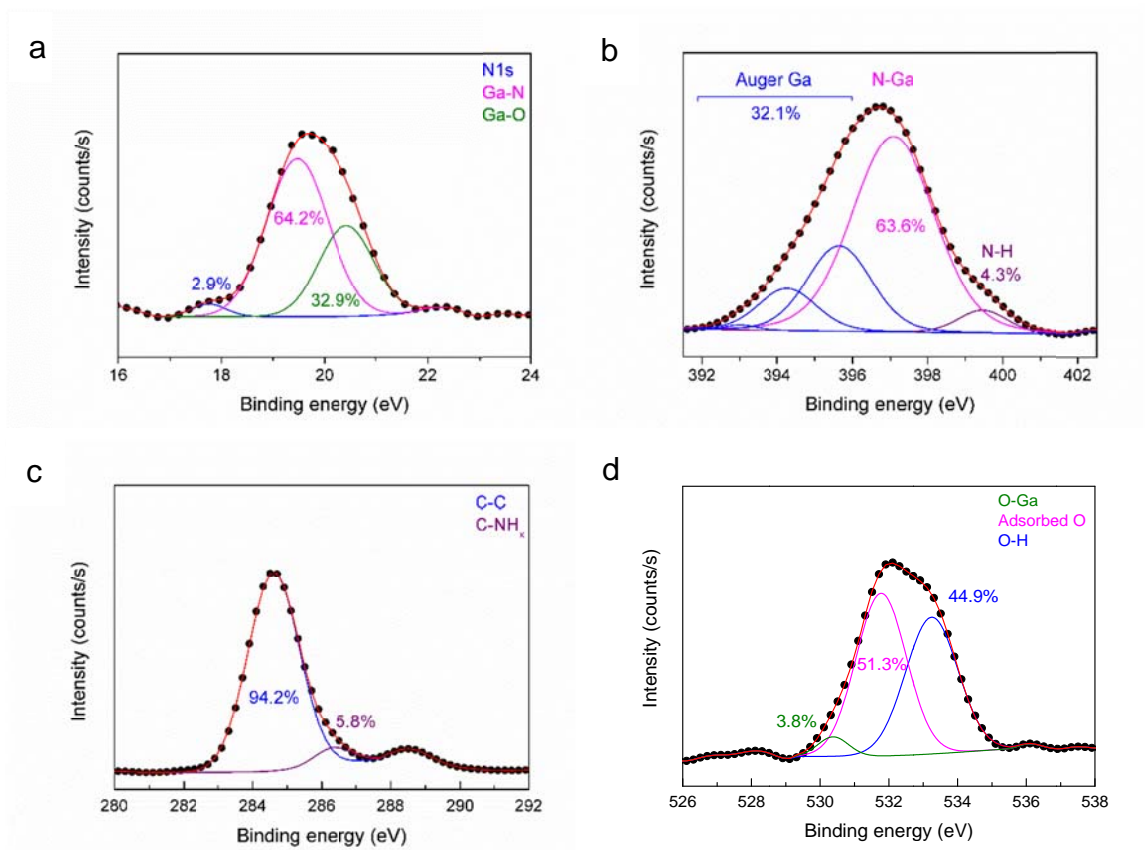 a
N1s
Ga-N
Ga-O
64.2%
2.9%
32.9%
Intensity (counts/s)
16 18 20 22 24
Binding energy (eV)
b
Auger Ga
N-Ga
32.1%
63.6%
N-H
4.3%
Intensity (counts/s)
392 394 396 398 400 402
Binding energy (eV)
c
C-C
C-NHx
94.2%
5.8%
Intensity (counts/s)
280 282 284 286 288 290 292
Binding energy (eV)
d
O-Ga
Adsorbed O
O-H
44.9%
51.3%
3.8%
Intensity (counts/s)
526 528 530 532 534 536 538
Binding energy (eV)